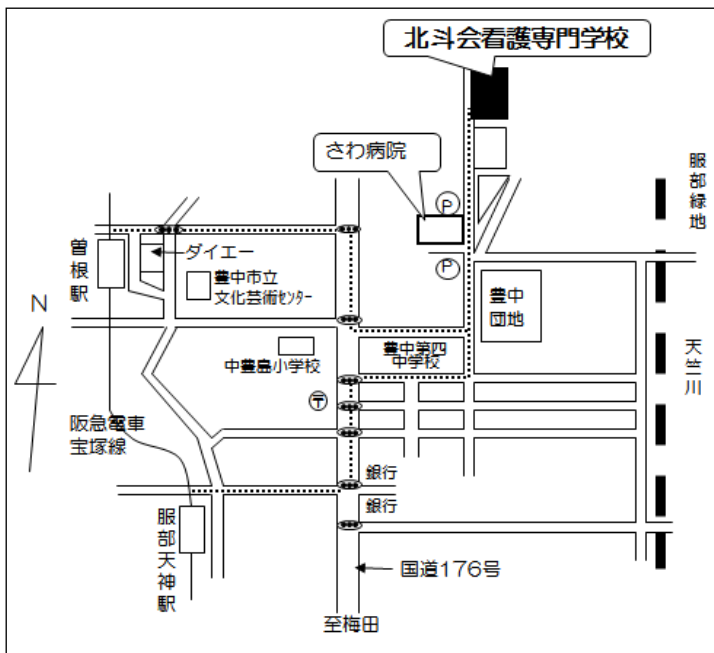 北斗会看護専門学校
さわ病院
P
服部緑地
曽根駅
ダイエー
豊中市立
文化芸術センター
P
豊中
団地
N
中豊島小学校
豊中第四
中学校
天竺川
〒
阪急電車
宝塚線
銀行
銀行
服部天神駅
国道176号
至梅田